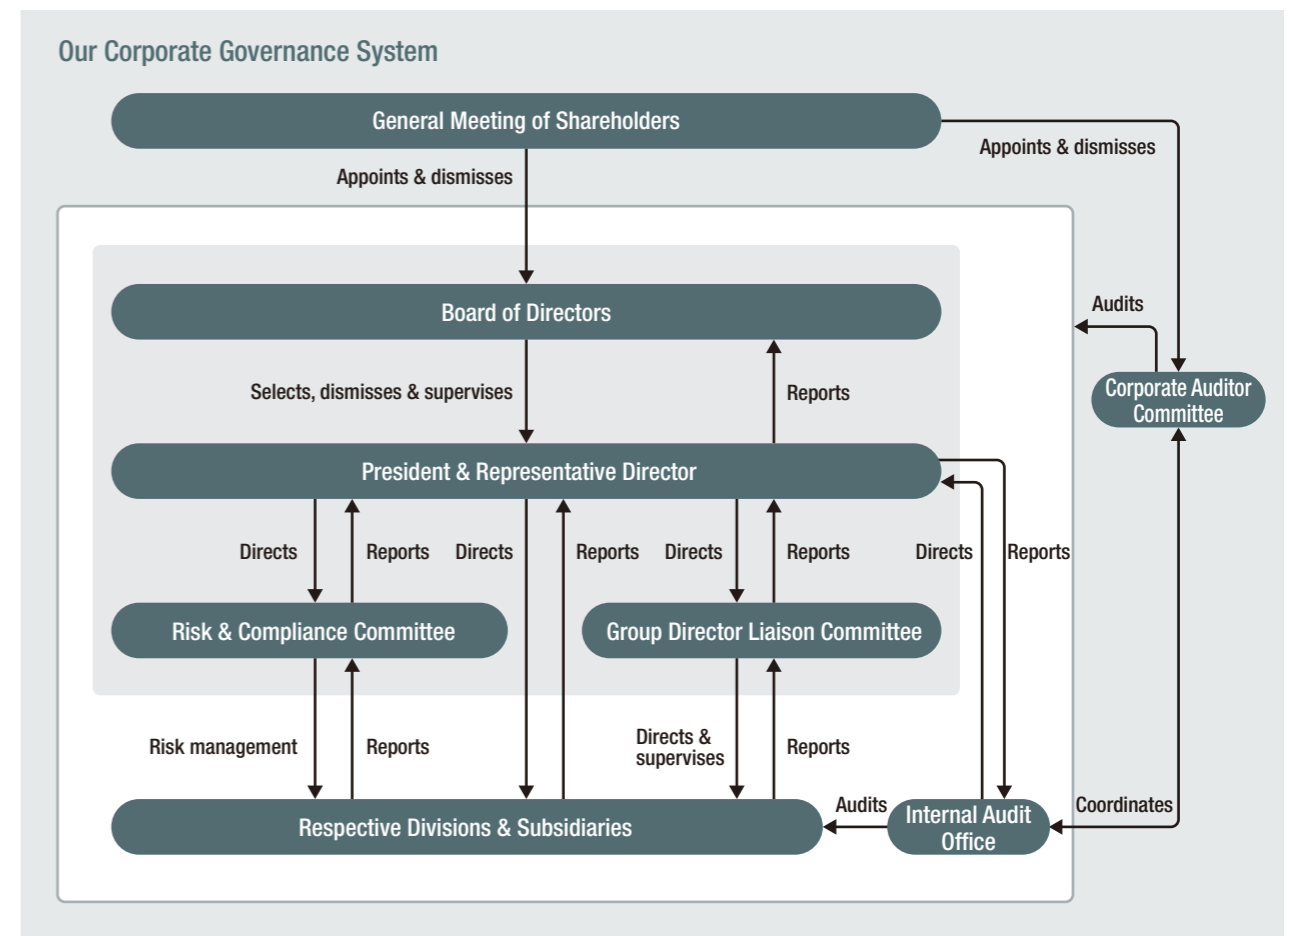 Our Corporate Governance System
General Meeting of Shareholders
Appoints & dismisses
Appoints & dismisses
Board of Directors
Audits
Selects, dismisses & supervises
Reports
Corporate Auditor
Committee
President & Representative Director
Directs
Reports
Directs
Reports
Directs
Reports
Directs
Reports
Risk & Compliance Committee
Group Director Liaison Committee
Risk management
Reports
Directs &
supervises
Reports
Respective Divisions & Subsidiaries
Audits
Internal Audit
Office
Coordinates